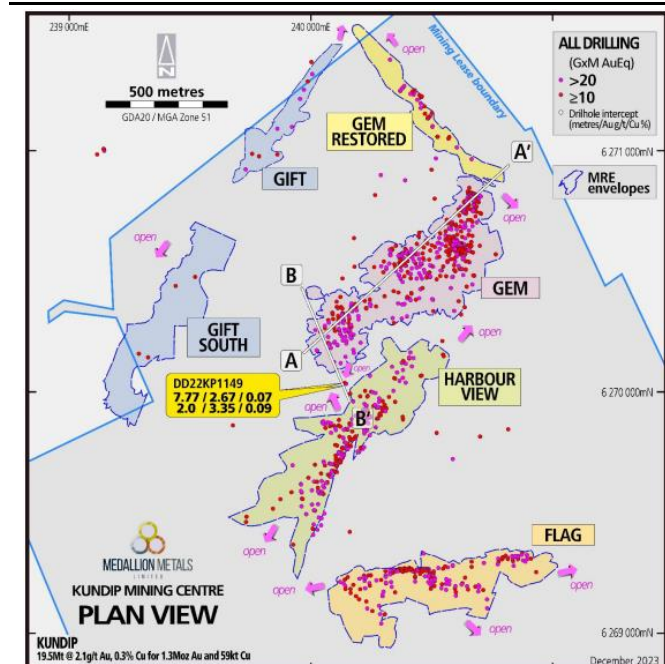 239 000mE
240 000mE
N
500 metres
GDA20 / MGA Zone 51
open
open
Mining Lease boundary
ALL DRILLING
(GxM AuEq)
>20
≥10
Drillhole intercept
(metres/Au g/t/Cu %)
GEM
RESTORED
A'
6 271 000mN
MRE
envelopes
GIFT
open
open
B
GEM
GIFT
SOUTH
A
open
open
DD22KP1149
7.77 / 2.67 / 0.07
2.0 / 3.35 / 0.09
HARBOUR
VIEW
6 270 000mN
open
B'
MEDALLION METALS
LIMITED
KUNDIP MINING CENTRE
PLAN VIEW
open
FLAG
open
open
open
KUNDIP
19.5Mt @ 2.1g/t Au, 0.3% Cu for 1.3Moz Au and 59kt Cu
6 269 000mN
December 2023